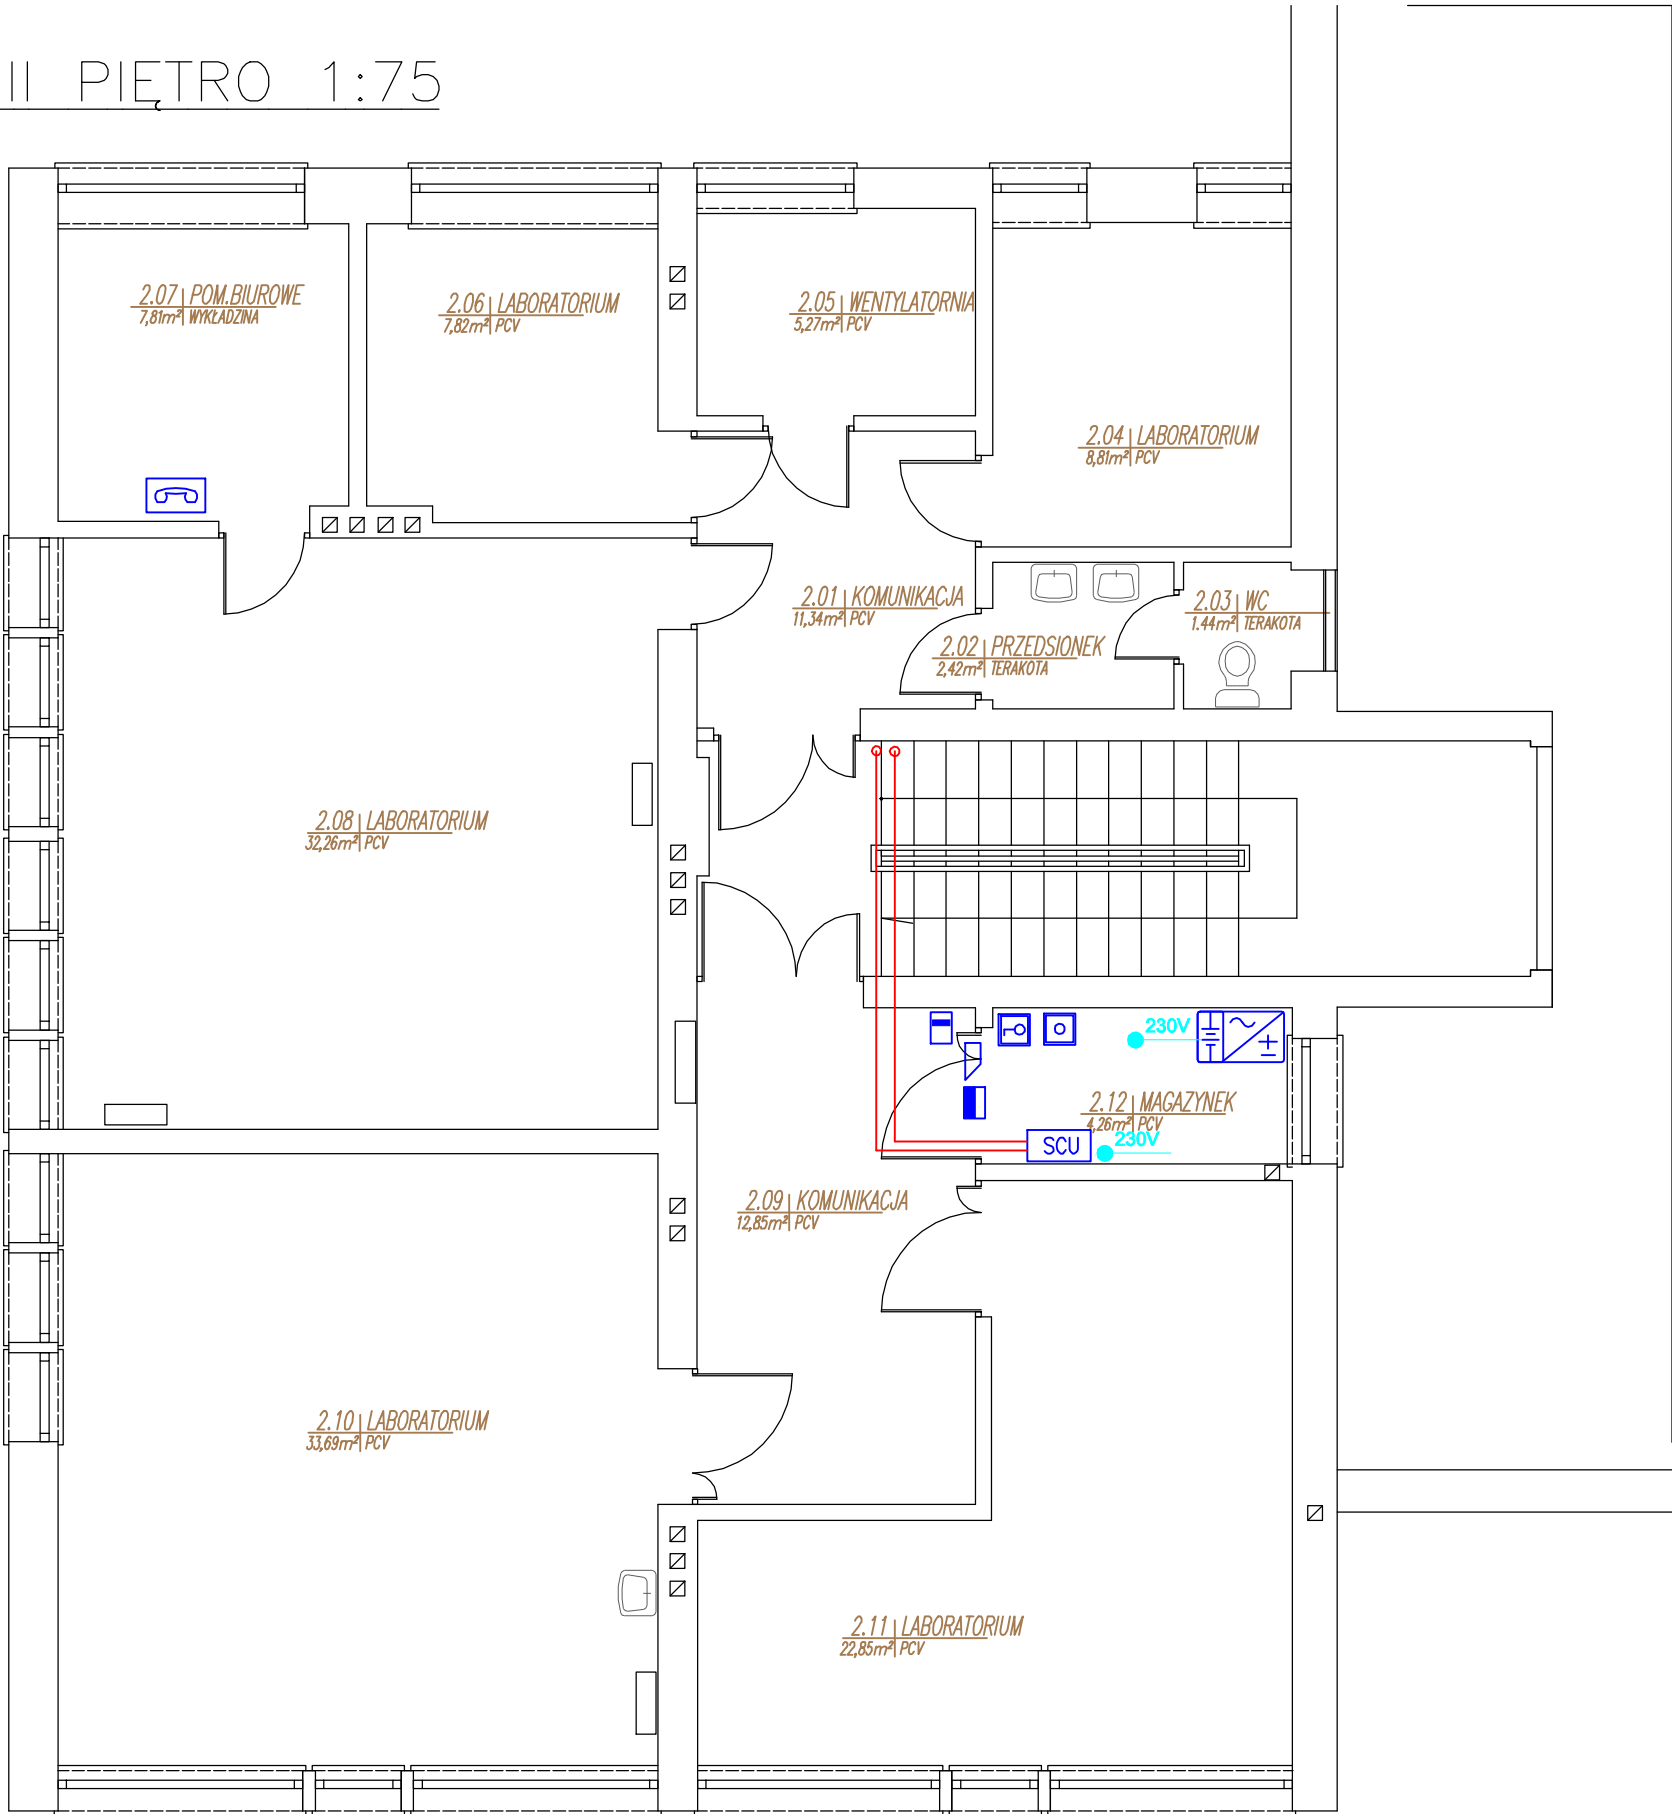 II PIĘTRO 1:75
2.07 POM.BIUROWE
7,81m² WYKŁADZINA
2.06 LABORATORIUM
7,82m² PCV
2.05 WENTYLATORNIA
5,27m² PCV
2.04 LABORATORIUM
8,81m² PCV
2.01 KOMUNIKACJA
11,34m² PCV
2.03 WC
1.44m² TERAKOTA
2.02 PRZEDSIONEK
2,42m² TERAKOTA
2.08 LABORATORIUM
32,26m² PCV
230V
2.12 MAGAZYNEK
4,26m² PCV
SCU
230V
2.09 KOMUNIKACJA
12,85m² PCV
2.10 LABORATORIUM
33,69m² PCV
2.11 LABORATORIUM
22,85m² PCV